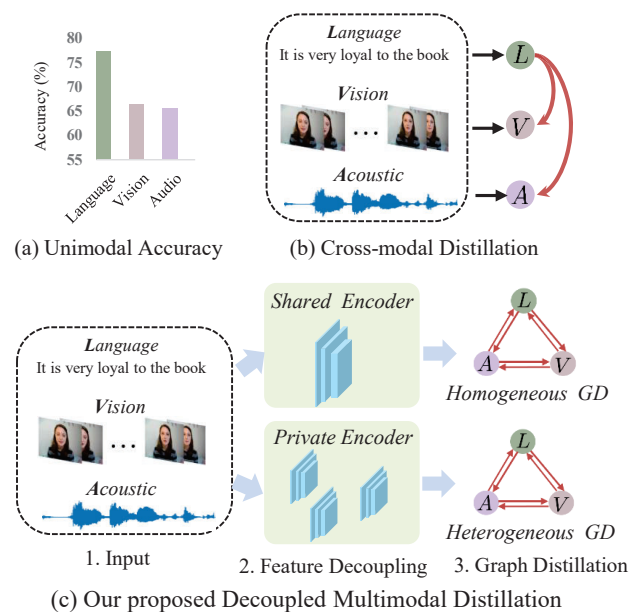 80
75
70
65
60
55
Accuracy (%)
Language
Vision
Audio
(a) Unimodal Accuracy
Language
It is very loyal to the book
Vision
...
Acoustic
L
V
A
(b) Cross-modal Distillation
Language
It is very loyal to the book
Vision
...
Acoustic
1. Input
Shared Encoder
Private Encoder
2. Feature Decoupling
L
A
V
Homogeneous GD
L
A
V
Heterogeneous GD
3. Graph Distillation
(c) Our proposed Decoupled Multimodal Distillation